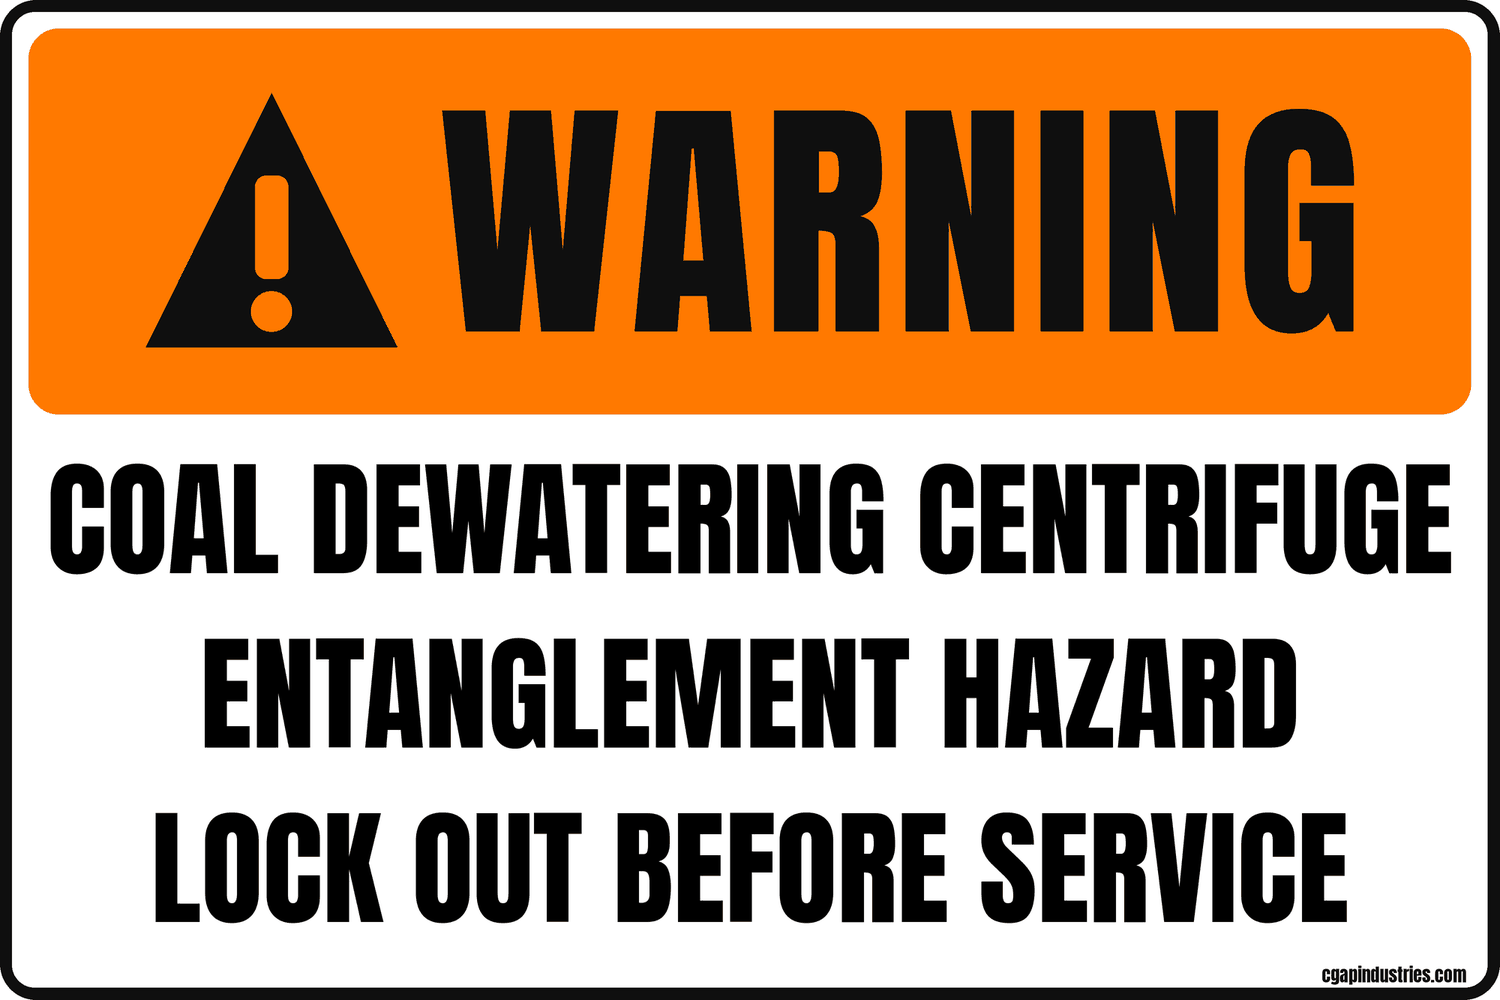 WARNING
COAL DEWATERING CENTRIFUGE
ENTANGLEMENT HAZARD
LOCK OUT BEFORE SERVICE
cgapindustries.com